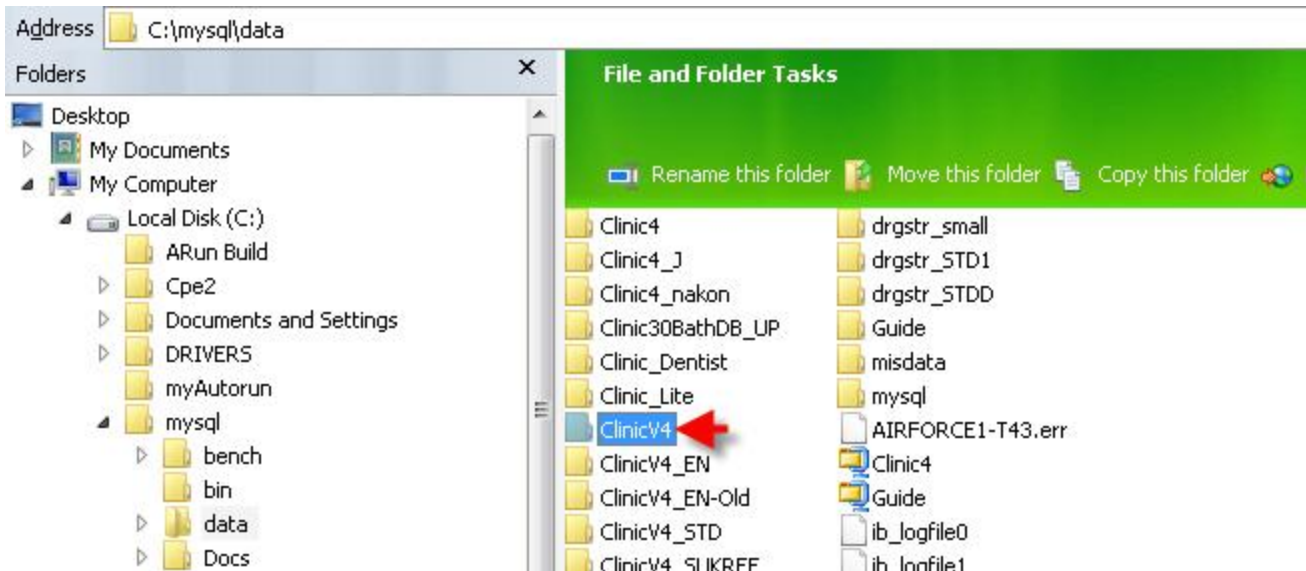 Address C:\mysql\data
Folders
Desktop
My Documents
My Computer
Local Disk (C:)
ARun Build
Cpe2
Documents and Settings
DRIVERS
myAutorun
mysql
bench
bin
data
Docs
File and Folder Tasks
Rename this folder Move this folder Copy this folder
Clinic4
Clinic4_J
Clinic4_nakon
Clinic30BathDB_UP
Clinic_Dentist
Clinic_Lite
ClinicV4
ClinicV4_EN
ClinicV4_EN-Old
ClinicV4_STD
ClinicV4_SUKREE
drgstr_small
drgstr_STD1
drgstr_STDD
Guide
misdata
mysql
AIRFORCE1-T43.err
Clinic4
Guide
ib_logfile0
ib_logfile1